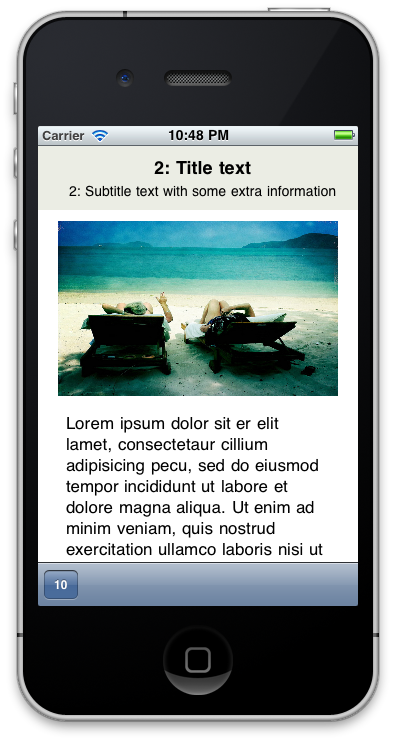 Carrier 10:48 PM
2: Title text
2: Subtitle text with some extra information
Lorem ipsum dolor sit er elit
lamet, consectetaur cillium
adipisicing pecu, sed do eiusmod
tempor incididunt ut labore et
dolore magna aliqua. Ut enim ad
minim veniam, quis nostrud
exercitation ullamco laboris nisi ut
10